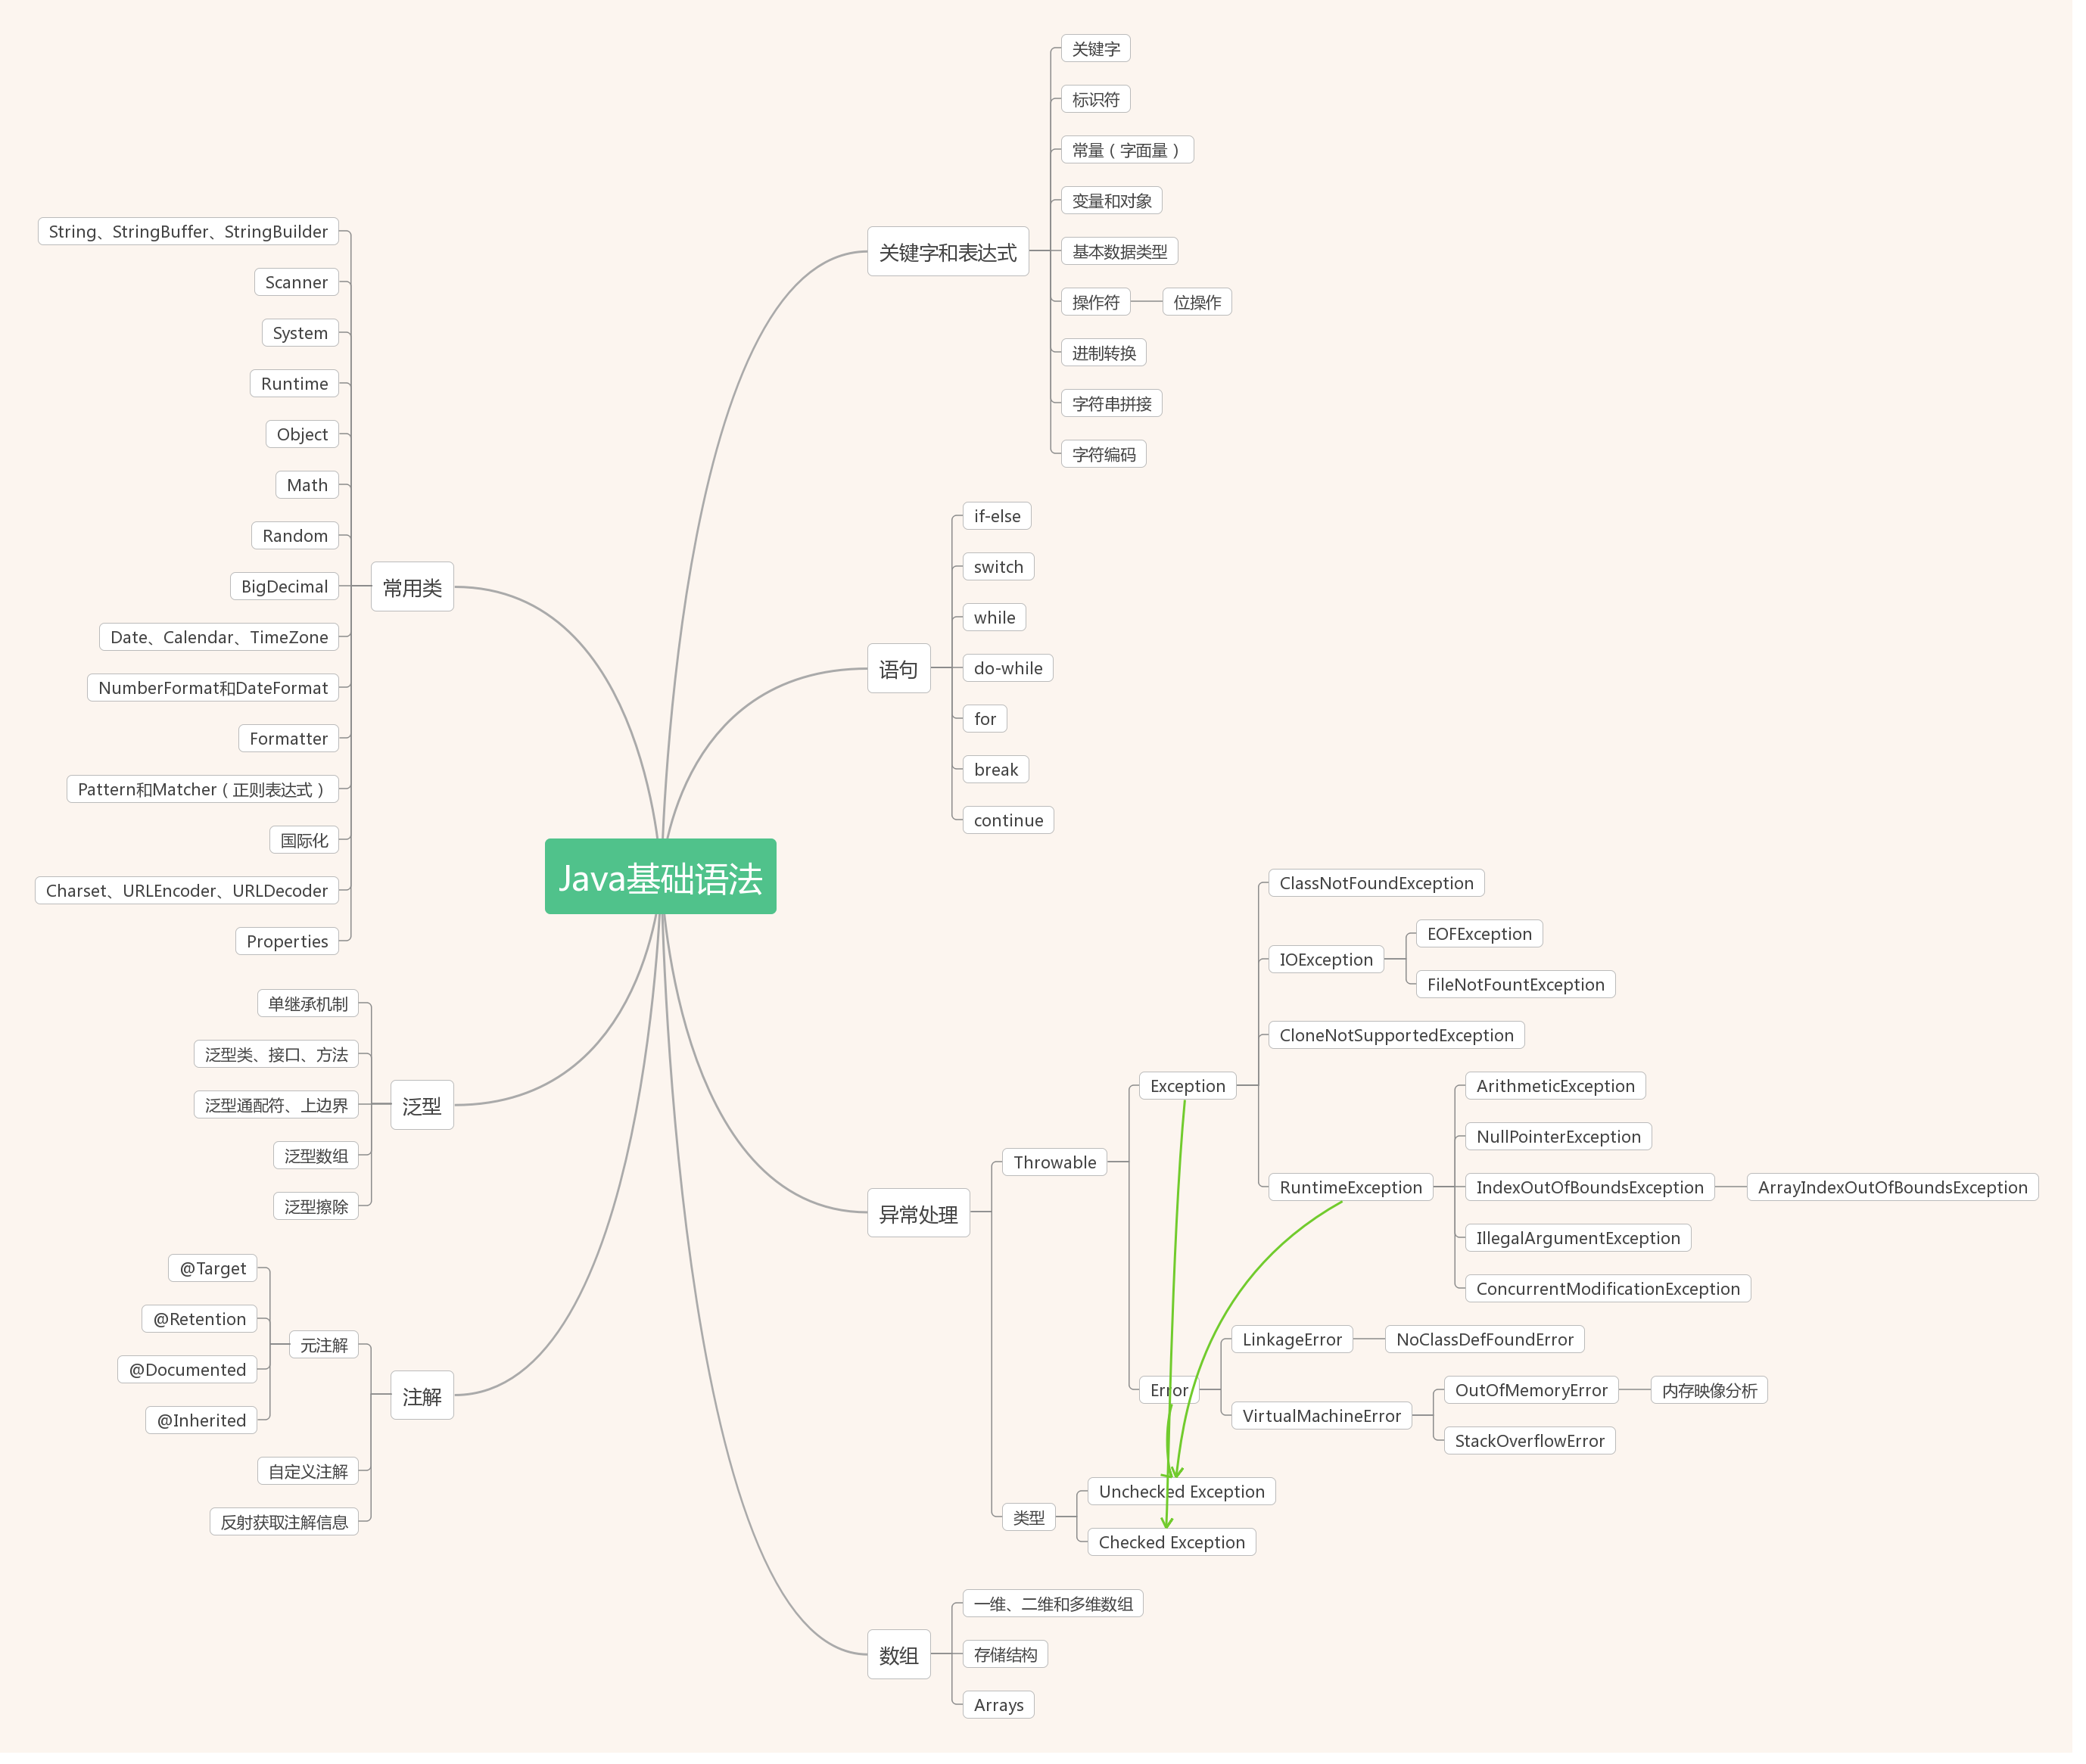 Java基础语法
关键字和表达式
关键字
标识符
常量（字面量）
变量和对象
基本数据类型
操作符
位操作
进制转换
字符串拼接
字符编码
语句
if-else
switch
while
do-while
for
break
continue
异常处理
Throwable
Exception
ClassNotFoundException
IOException
EOFException
FileNotFountException
CloneNotSupportedException
RuntimeException
ArithmeticException
NullPointerException
IndexOutOfBoundsException
ArrayIndexOutOfBoundsException
IllegalArgumentException
ConcurrentModificationException
Error
LinkageError
NoClassDefFoundError
VirtualMachineError
OutOfMemoryError
内存映像分析
StackOverflowError
类型
Unchecked Exception
Checked Exception
数组
一维、二维和多维数组
存储结构
Arrays
常用类
String、StringBuffer、StringBuilder
Scanner
System
Runtime
Object
Math
Random
BigDecimal
Date、Calendar、TimeZone
NumberFormat和DateFormat
Formatter
Pattern和Matcher（正则表达式）
国际化
Charset、URLEncoder、URLDecoder
Properties
泛型
单继承机制
泛型类、接口、方法
泛型通配符、上边界
泛型数组
泛型擦除
注解
元注解
@Target
@Retention
@Documented
@Inherited
自定义注解
反射获取注解信息